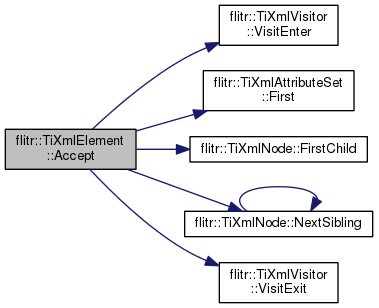 flitr::TiXmlVisitor
::VisitEnter
flitr::TiXmlAttributeSet
::First
flitr::TiXmlElement
::Accept
flitr::TiXmlNode::FirstChild
flitr::TiXmlNode::NextSibling
flitr::TiXmlVisitor
::VisitExit